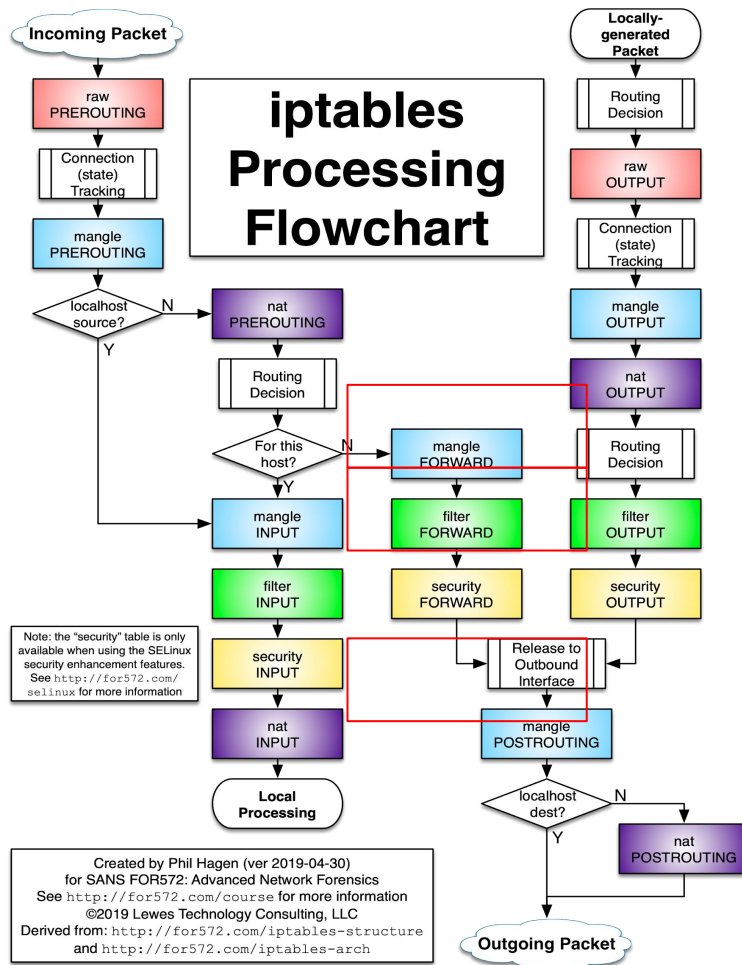 Incoming Packet
raw
PREROUTING
Connection
(state)
Tracking
mangle
PREROUTING
localhost
source?
N
Y
iptables
Processing
Flowchart
nat
PREROUTING
Routing
Decision
For this
host?
N
Y
mangle
INPUT
filter
INPUT
security
INPUT
nat
INPUT
Local
Processing
mangle
FORWARD
filter
FORWARD
security
FORWARD
Locally-
generated
Packet
Routing
Decision
raw
OUTPUT
Connection
(state)
Tracking
mangle
OUTPUT
nat
OUTPUT
Routing
Decision
filter
OUTPUT
security
OUTPUT
Release to
Outbound
Interface
mangle
POSTROUTING
localhost
dest?
N
Y
nat
POSTROUTING
Outgoing Packet
Note: the “security” table is only
available when using the SELinux
security enhancement features.
See http://for572.com/
selinux for more information
Created by Phil Hagen (ver 2019-04-30)
for SANS FOR572: Advanced Network Forensics
See http://for572.com/course for more information
©2019 Lewes Technology Consulting, LLC
Derived from: http://for572.com/iptables-structure
and http://for572.com/iptables-arch